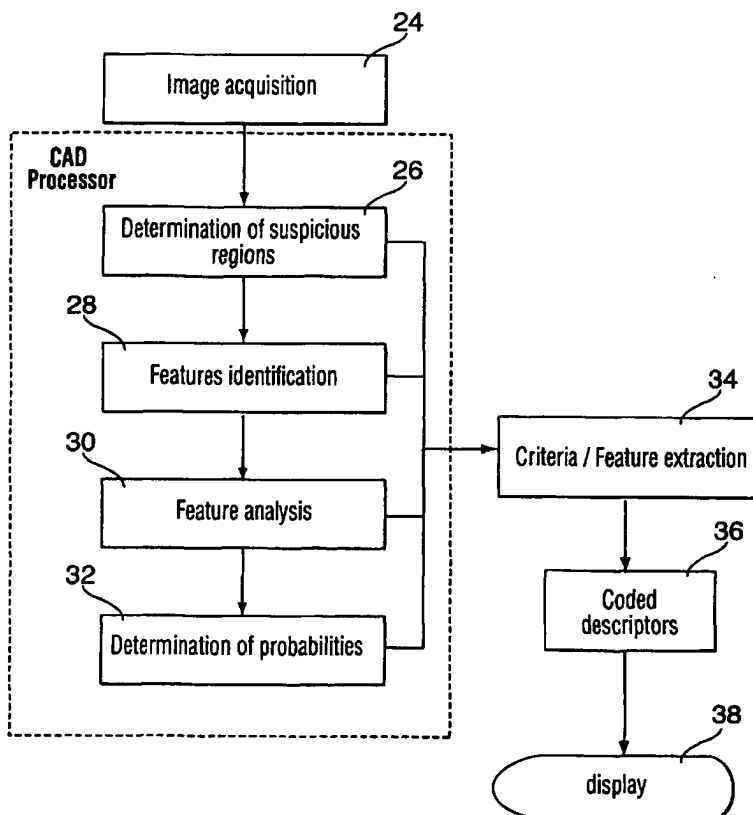 24
Image acquisition
CAD
Processor
26
Determination of suspicious
regions
28
Features identification
30
Feature analysis
32
Determination of probabilities
34
Criteria / Feature extraction
36
Coded
descriptors
38
display